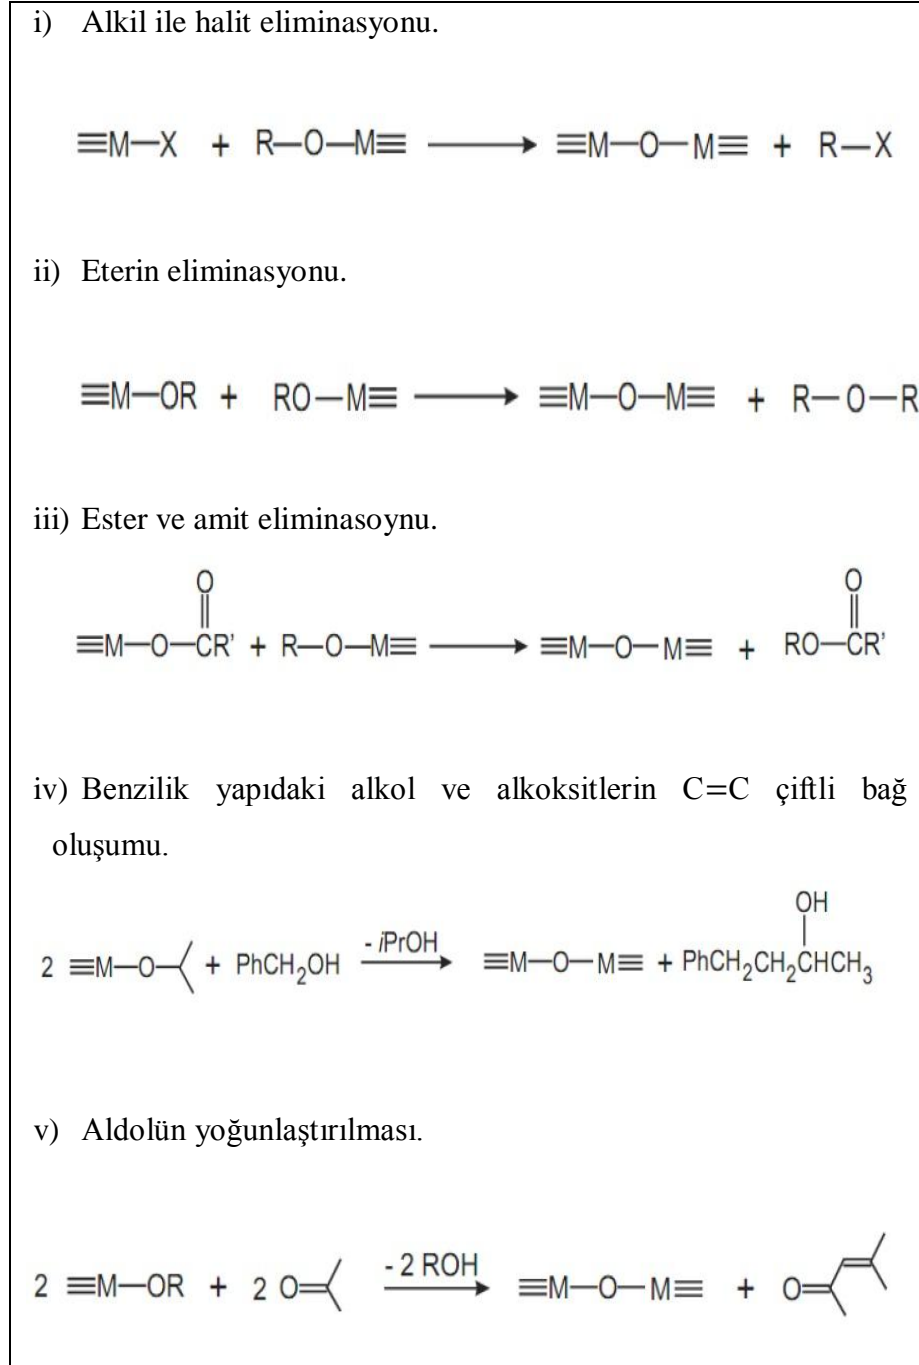 i) Alkil ile halit eliminasyonu.
≡M—X + R—O—M≡ ⟶ ≡M—O—M≡ + R—X
ii) Eterin eliminasyonu.
≡M—OR + RO—M≡ ⟶ ≡M—O—M≡ + R—O—R
iii) Ester ve amit eliminasoynu.
O O
≡M—O—CR' + R—O—M≡ ⟶ ≡M—O—M≡ + RO—CR'
iv) Benzilik yapıdaki alkol ve alkoksitlerin C=C çiftli bağ
oluşumu.
OH
2 ≡M—O— + PhCH₂OH - iPrOH ⟶ ≡M—O—M≡ + PhCH₂CH₂CHCH₃
v) Aldolün yoğunlaştırılması.
2 ≡M—OR + 2 O= - 2 ROH ⟶ ≡M—O—M≡ + O=